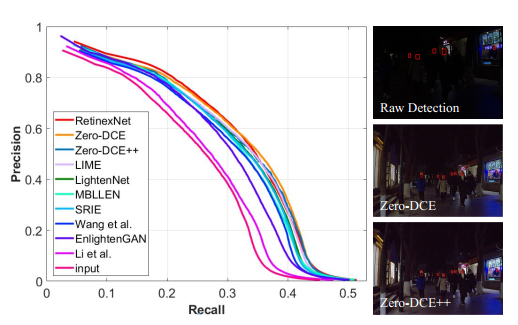 1
0.8
0.6
0.4
0.2
0
Precision
RetinexNet
Zero-DCE
Zero-DCE++
LIME
LightenNet
MBLLEN
SRIE
Wang et al.
EnlightenGAN
Li et al.
input
0
0.1
0.2
0.3
0.4
0.5
Recall
Raw Detection
Zero-DCE
Zero-DCE++